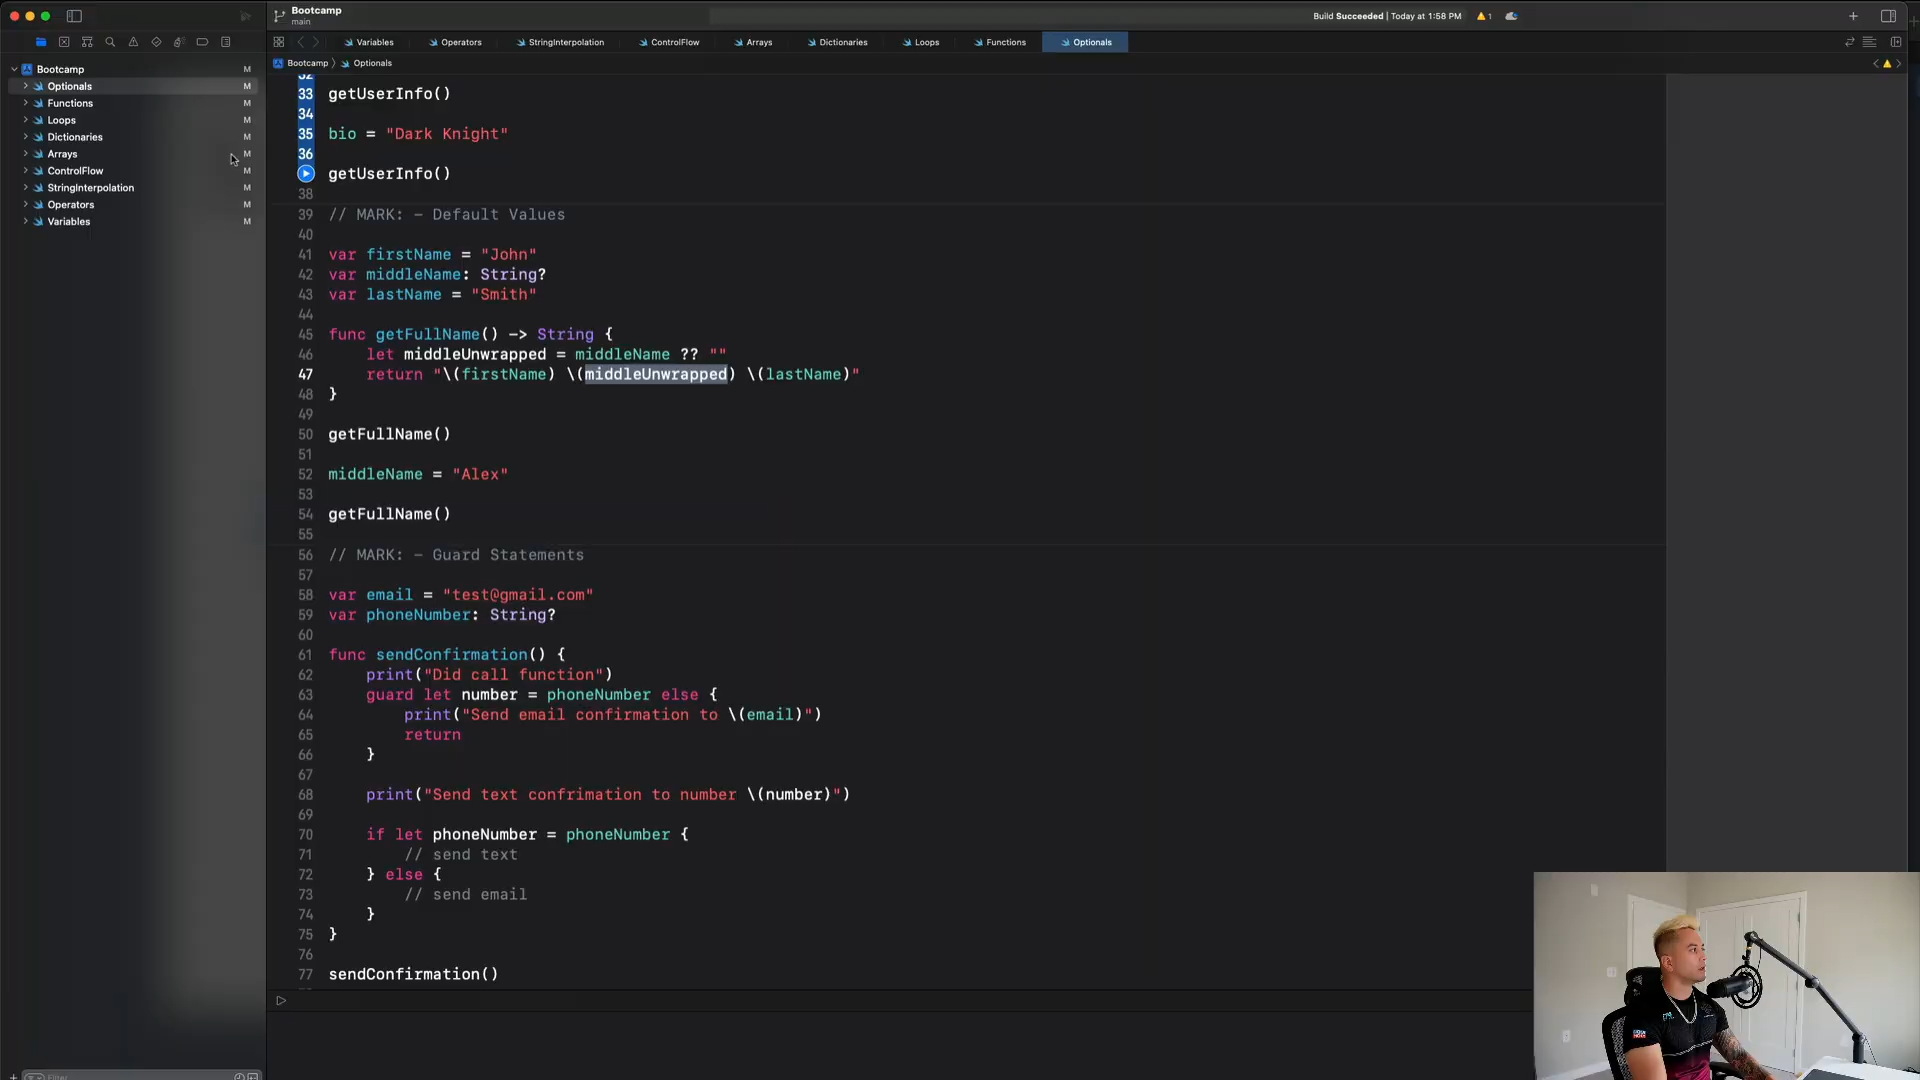 Bootcamp
main
Build Succeeded | Today at 1:58 PM
1
Variables
Operators
StringInterpolation
ControlFlow
Arrays
Dictionaries
Loops
Functions
Optionals
Bootcamp
Optionals
Bootcamp M
Optionals M
Functions M
Loops M
Dictionaries M
Arrays M
ControlFlow M
StringInterpolation M
Operators M
Variables M
32
33 getUserInfo()
34
35 bio = "Dark Knight"
36
getUserInfo()
38
39 // MARK: - Default Values
40
41 var firstName = "John"
42 var middleName: String?
43 var lastName = "Smith"
44
45 func getFullName() -> String {
46 let middleUnwrapped = middleName ?? ""
47 return "\(firstName) \(middleUnwrapped) \(lastName)"
48 }
49
50 getFullName()
51
52 middleName = "Alex"
53
54 getFullName()
55
56 // MARK: - Guard Statements
57
58 var email = "test@gmail.com"
59 var phoneNumber: String?
60
61 func sendConfirmation() {
62 print("Did call function")
63 guard let number = phoneNumber else {
64 print("Send email confirmation to \(email)")
65 return
66 }
67
68 print("Send text confrimation to number \(number)")
69
70 if let phoneNumber = phoneNumber {
71 // send text
72 } else {
73 // send email
74 }
75 }
76
77 sendConfirmation()
Filter